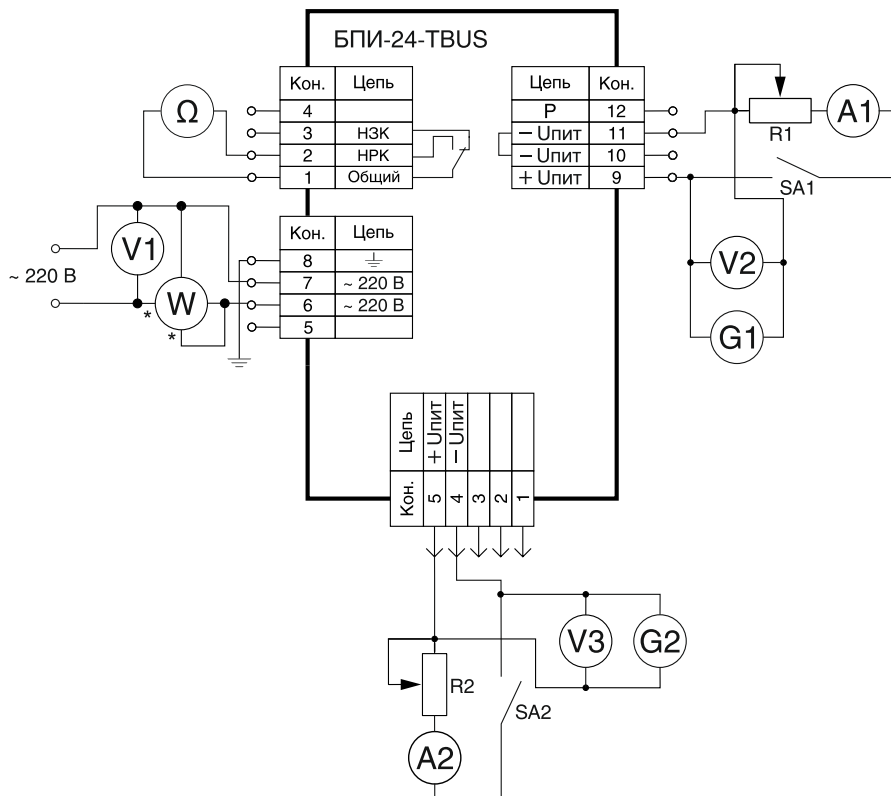 БПИ-24-TBUS
Кон. Цепь
4
3 НЗК
2 НРК
1 Общий
Ω
Цепь Кон.
Р 12
− Uпит 11
− Uпит 10
+ Uпит 9
R1
A1
SA1
V2
G1
~ 220 В
V1
W
*
*
Кон. Цепь
8
7 ~ 220 В
6 ~ 220 В
5
Цепь + Uпит − Uпит
Кон. 5 4 3 2 1
R2
A2
SA2
V3
G2